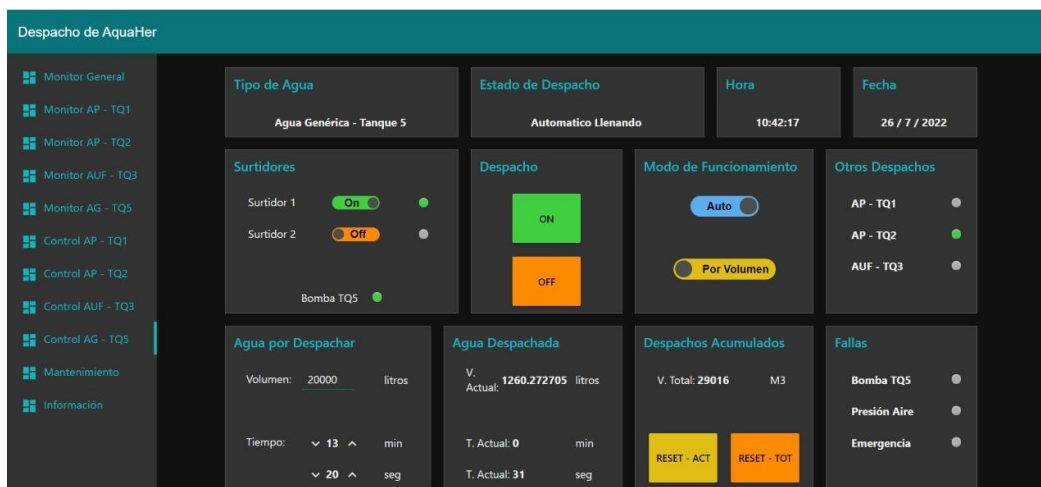 Despacho de AquaHer
Monitor General
Monitor AP - TQ1
Monitor AP - TQ2
Monitor AUF - TQ3
Monitor AG - TQ5
Control AP - TQ1
Control AP - TQ2
Control AUF - TQ3
Control AG - TQ5
Mantenimiento
Información
Tipo de Agua
Agua Genérica - Tanque 5
Estado de Despacho
Automatico Llenando
Hora
10:42:17
Fecha
26 / 7 / 2022
Surtidores
Surtidor 1 On
Surtidor 2 Off
Bomba TQ5
Despacho
ON
OFF
Modo de Funcionamiento
Auto
Por Volumen
Otros Despachos
AP - TQ1
AP - TQ2
AUF - TQ3
Agua por Despachar
Volumen: 20000 litros
Tiempo: 13 min
20 seg
Agua Despachada
V. Actual: 1260.272705 litros
T. Actual: 0 min
T. Actual: 31 seg
Despachos Acumulados
V. Total: 29016 M3
RESET - ACT
RESET - TOT
Fallas
Bomba TQ5
Presión Aire
Emergencia